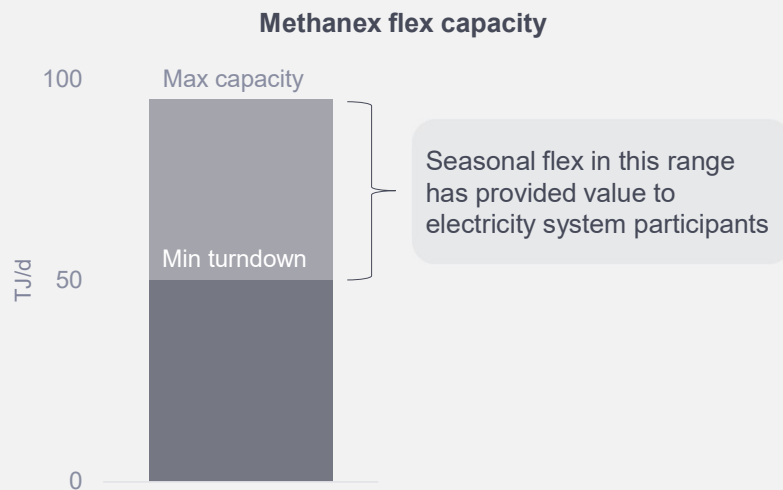 Methanex flex capacity
100
Max capacity
Seasonal flex in this range
has provided value to
electricity system participants
Min turndown
TJ/d
50
0